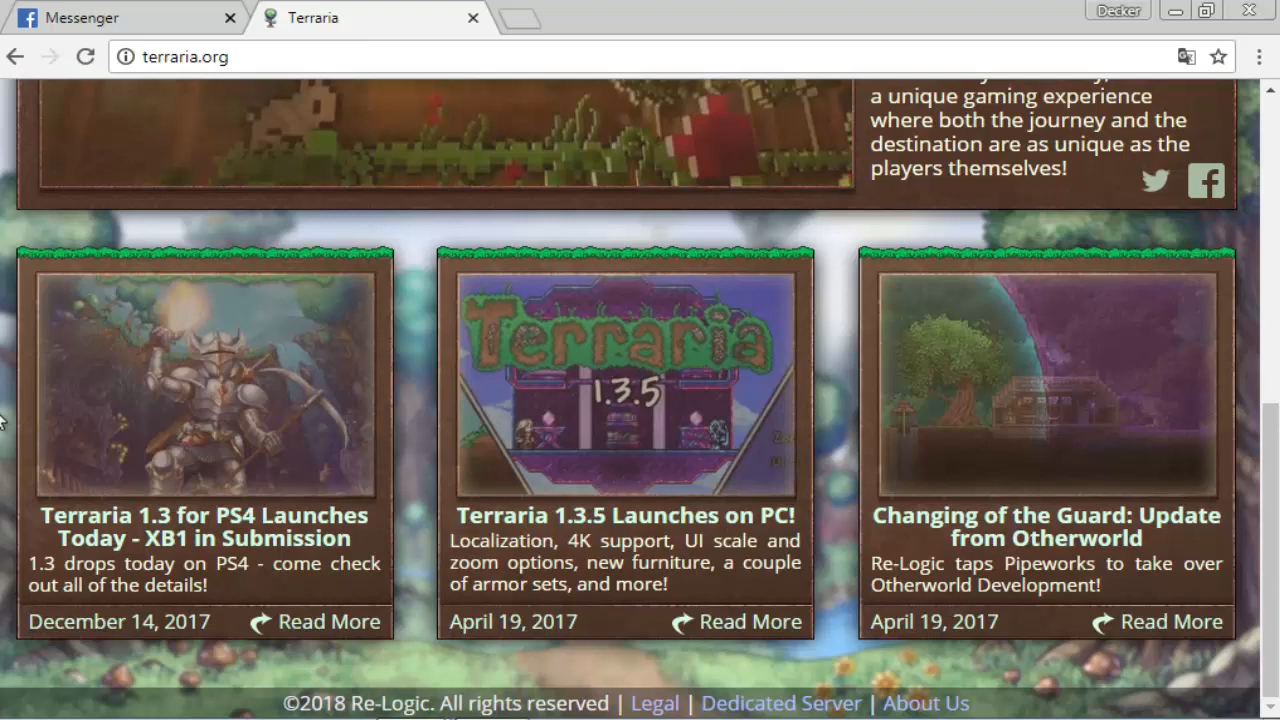 Messenger
Terraria
Decker
terraria.org
a unique gaming experience
where both the journey and the
destination are as unique as the
players themselves!
Terraria
1.3.5
Terraria 1.3 for PS4 Launches
Today - XB1 in Submission
1.3 drops today on PS4 - come check
out all of the details!
December 14, 2017
Read More
Terraria 1.3.5 Launches on PC!
Localization, 4K support, UI scale and
zoom options, new furniture, a couple
of armor sets, and more!
April 19, 2017
Read More
Changing of the Guard: Update
from Otherworld
Re-Logic taps Pipeworks to take over
Otherworld Development!
April 19, 2017
Read More
©2018 Re-Logic. All rights reserved | Legal | Dedicated Server | About Us